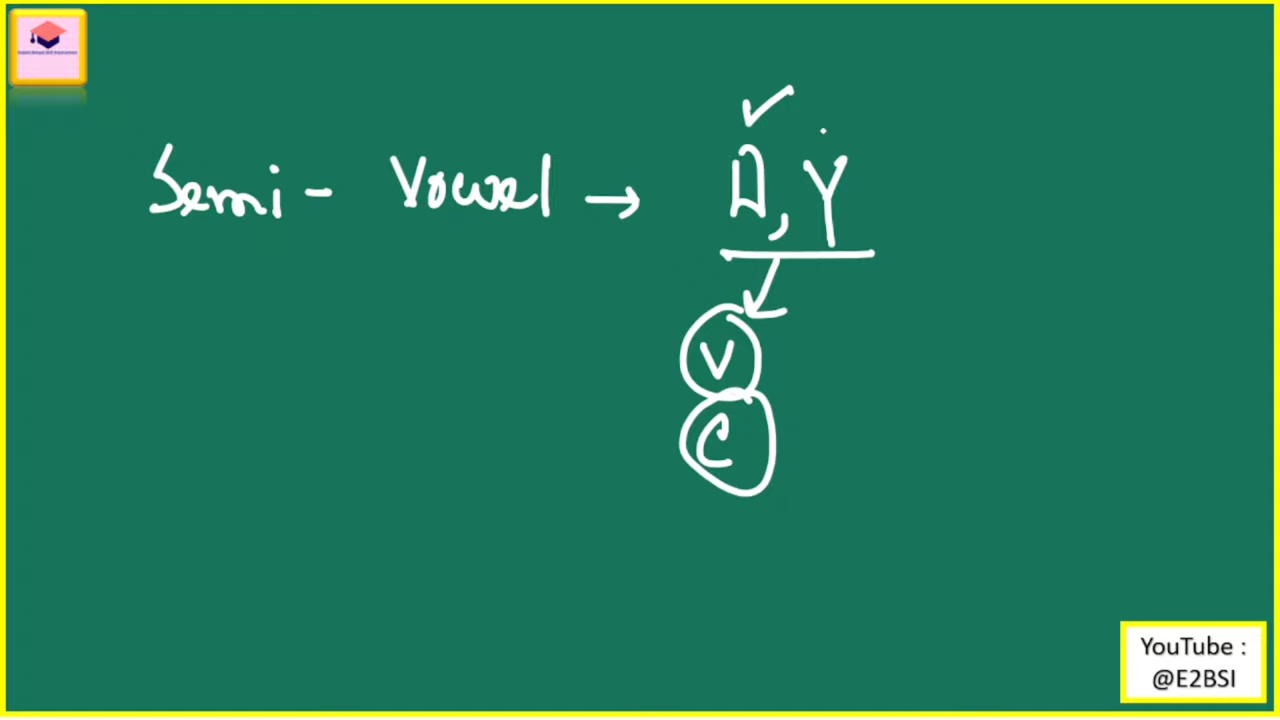 Semi - Vowel → , Y
V
C
YouTube :
@E2BSI